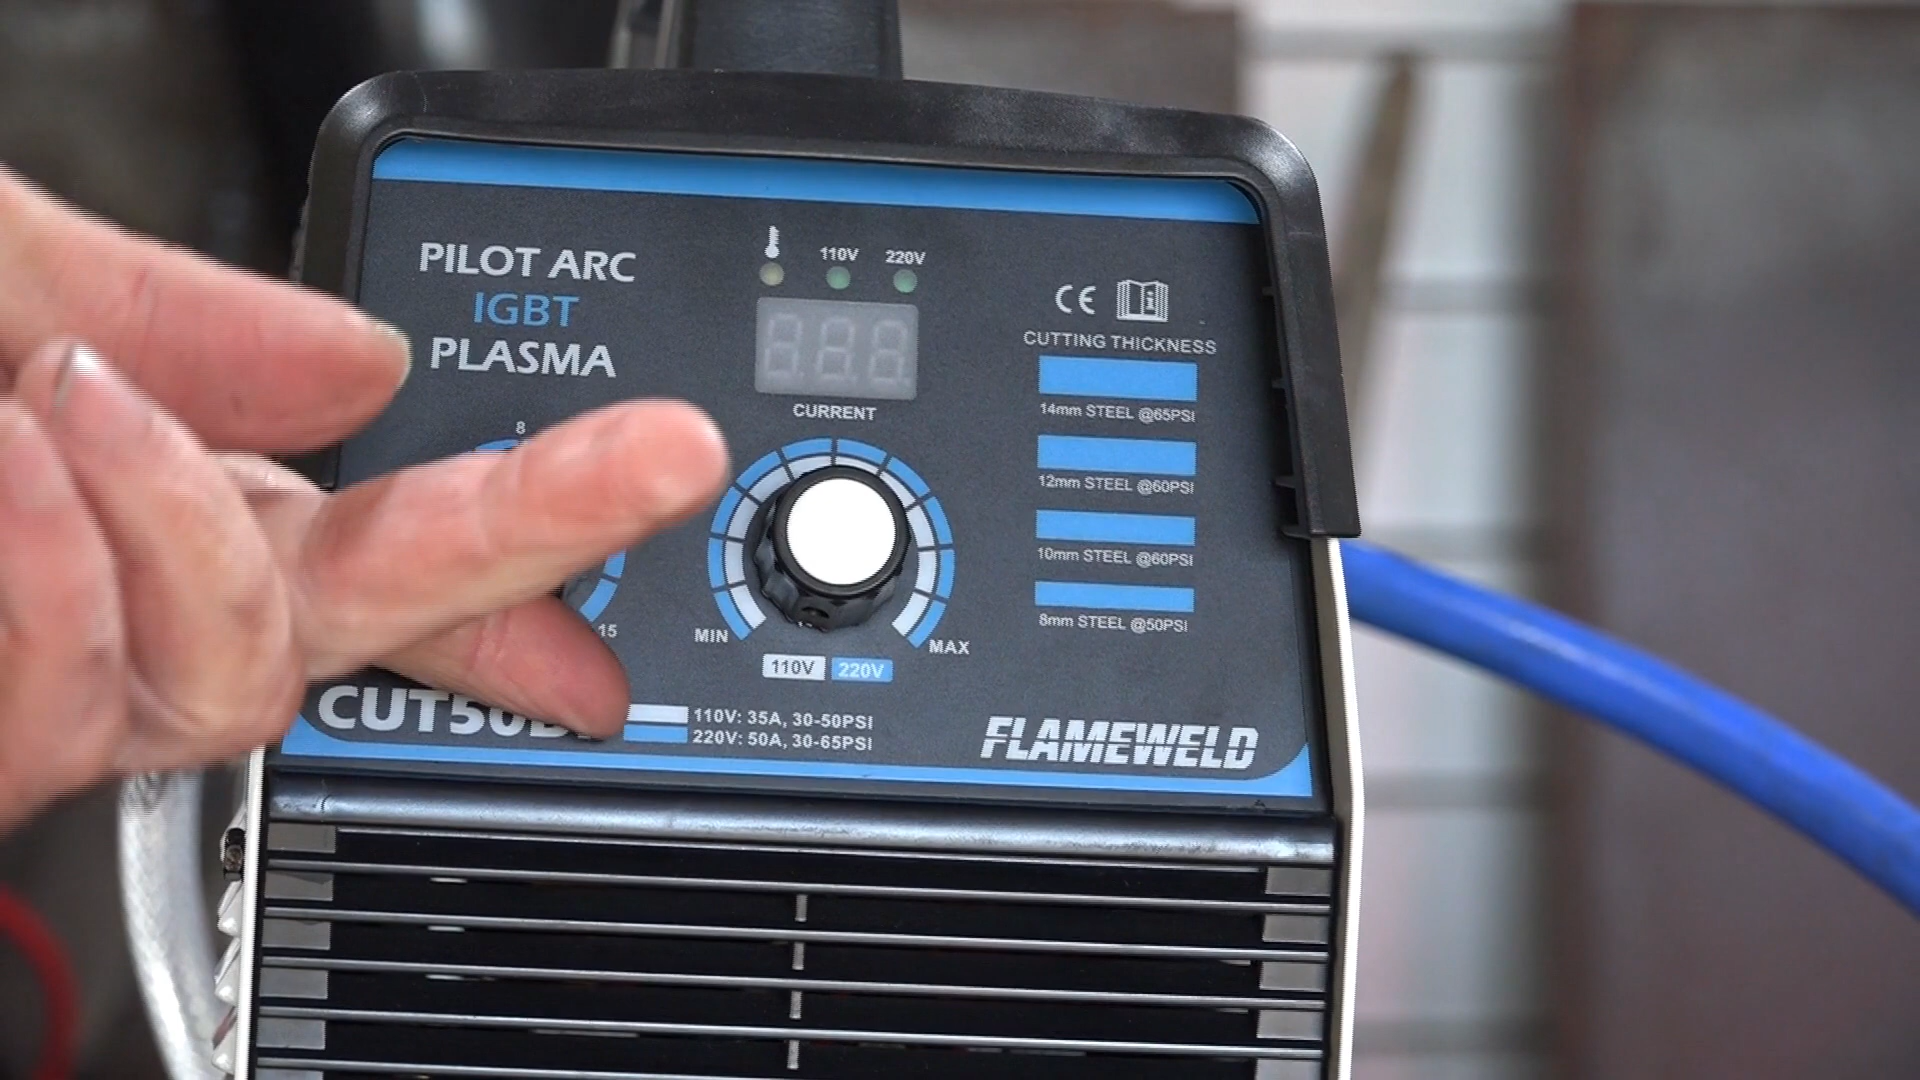 PILOT ARC
IGBT
PLASMA
110V 220V
CURRENT
CE
CUTTING THICKNESS
14mm STEEL @65PSI
12mm STEEL @60PSI
10mm STEEL @60PSI
8mm STEEL @50PSI
8
15
MIN
MAX
110V 220V
110V: 35A, 30-50PSI
220V: 50A, 30-65PSI
FLAMEWELD